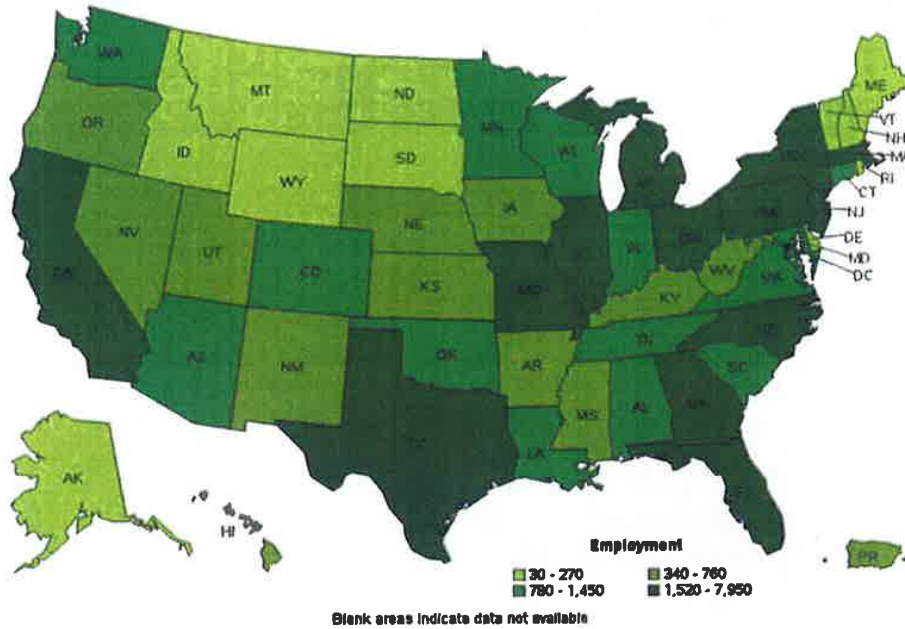 WA
MT
ND
MN
ME
VT
NH
OR
ID
SD
WI
WY
RI
CT
NV
UT
NE
IA
PA
NJ
CA
CO
KS
MO
IN
DE
MD
DC
WV
VA
KY
AZ
NM
OK
AR
TN
SC
MS
AL
LA
AK
HI
PR
Employment
30 - 270
340 - 760
780 - 1,450
1,520 - 7,950
Blank areas indicate data not available